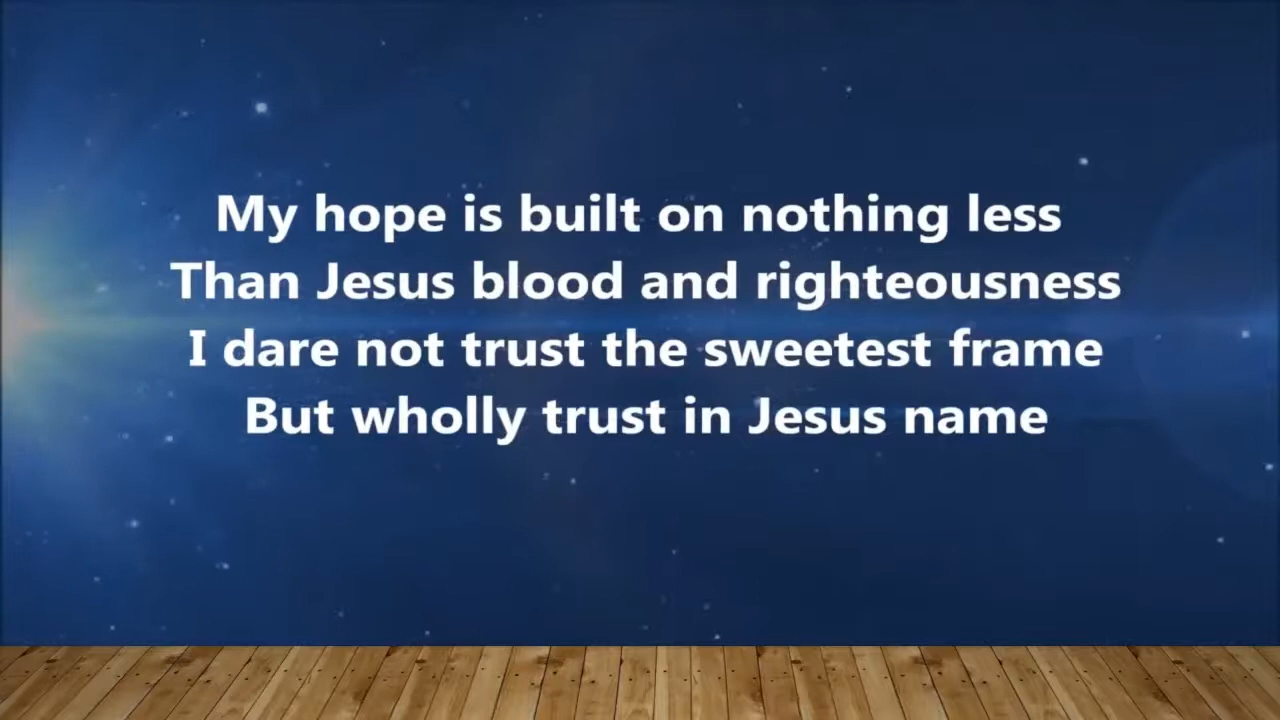 My hope is built on nothing less
Than Jesus blood and righteousness
I dare not trust the sweetest frame
But wholly trust in Jesus name